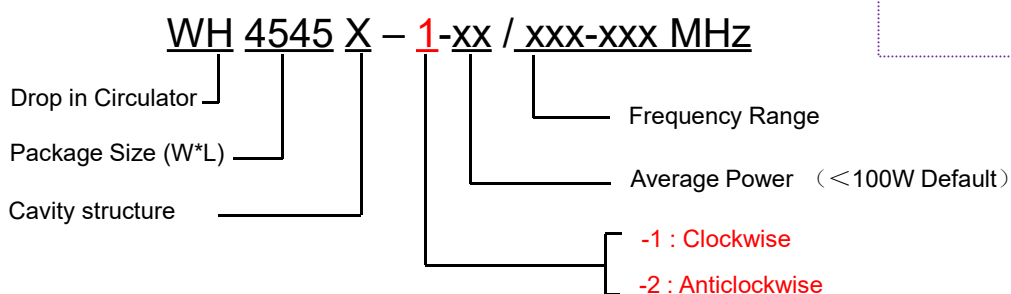 WH 4545 X – 1-xx / xxx-xxx MHz
Drop in Circulator
Frequency Range
Package Size (W*L)
Average Power （＜100W Default）
Cavity structure
-1 : Clockwise
-2 : Anticlockwise